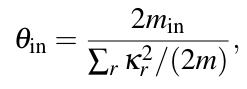 θ_in = 2m_in / ∑_r κ_r^2/(2m),